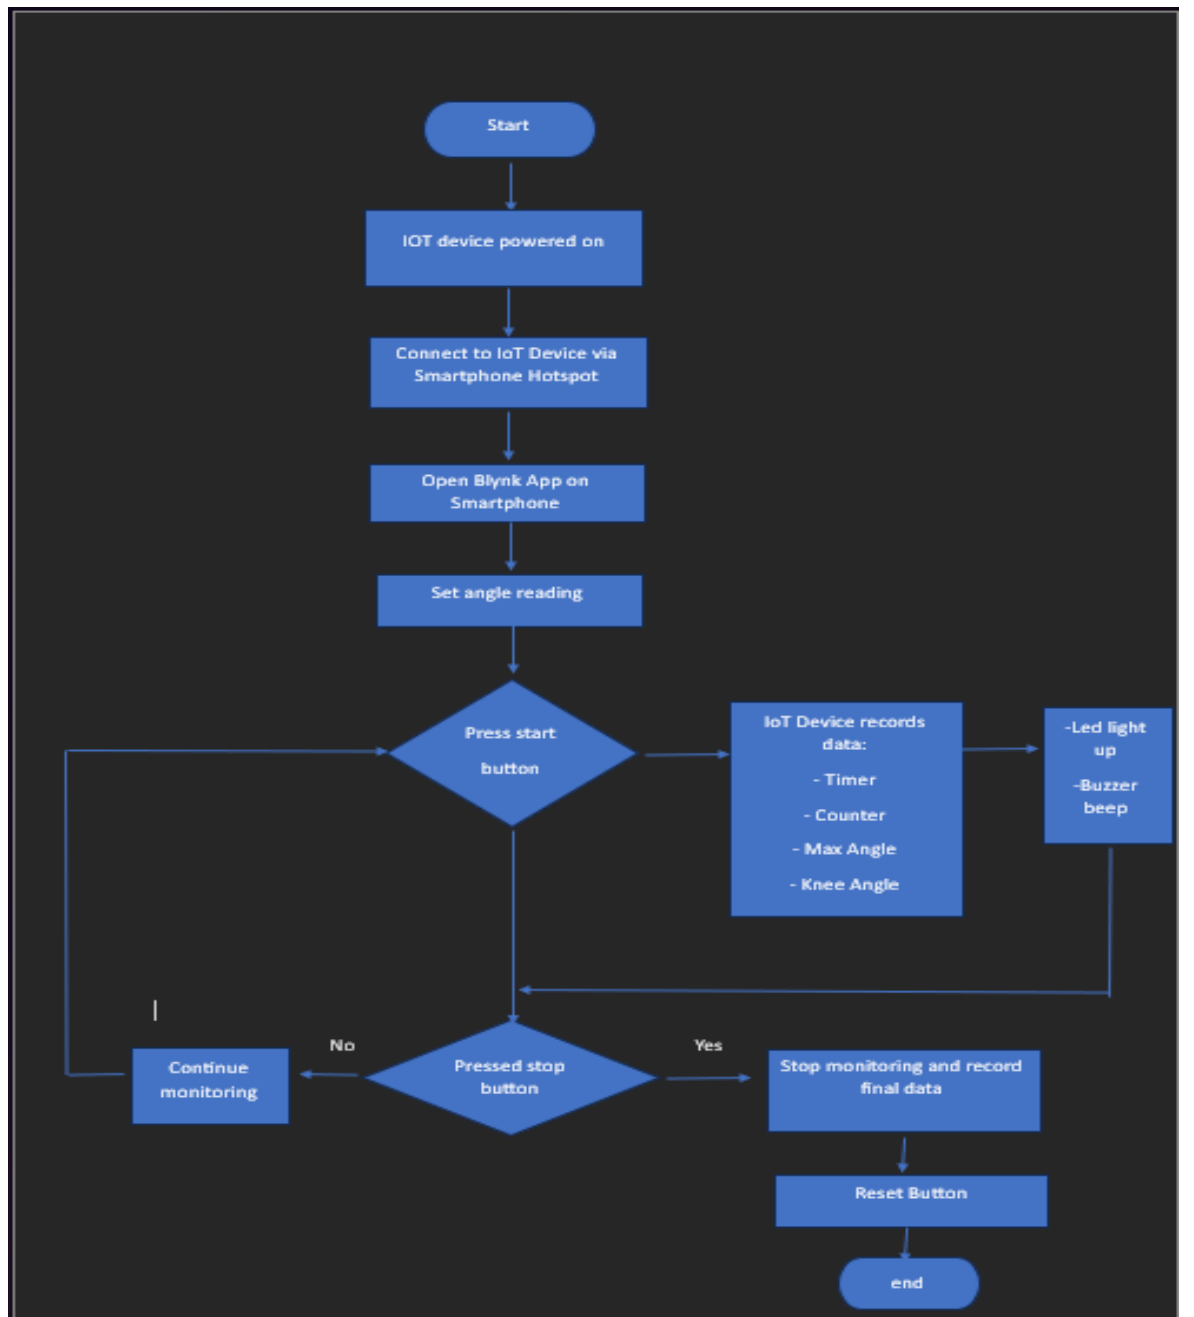 Start
IOT device powered on
Connect to IoT Device via
Smartphone Hotspot
Open Blynk App on
Smartphone
Set angle reading
Press start
button
IoT Device records
data:
- Timer
- Counter
- Max Angle
- Knee Angle
-Led light
up
-Buzzer
beep
No
Yes
Continue
monitoring
Pressed stop
button
Stop monitoring and record
final data
Reset Button
end